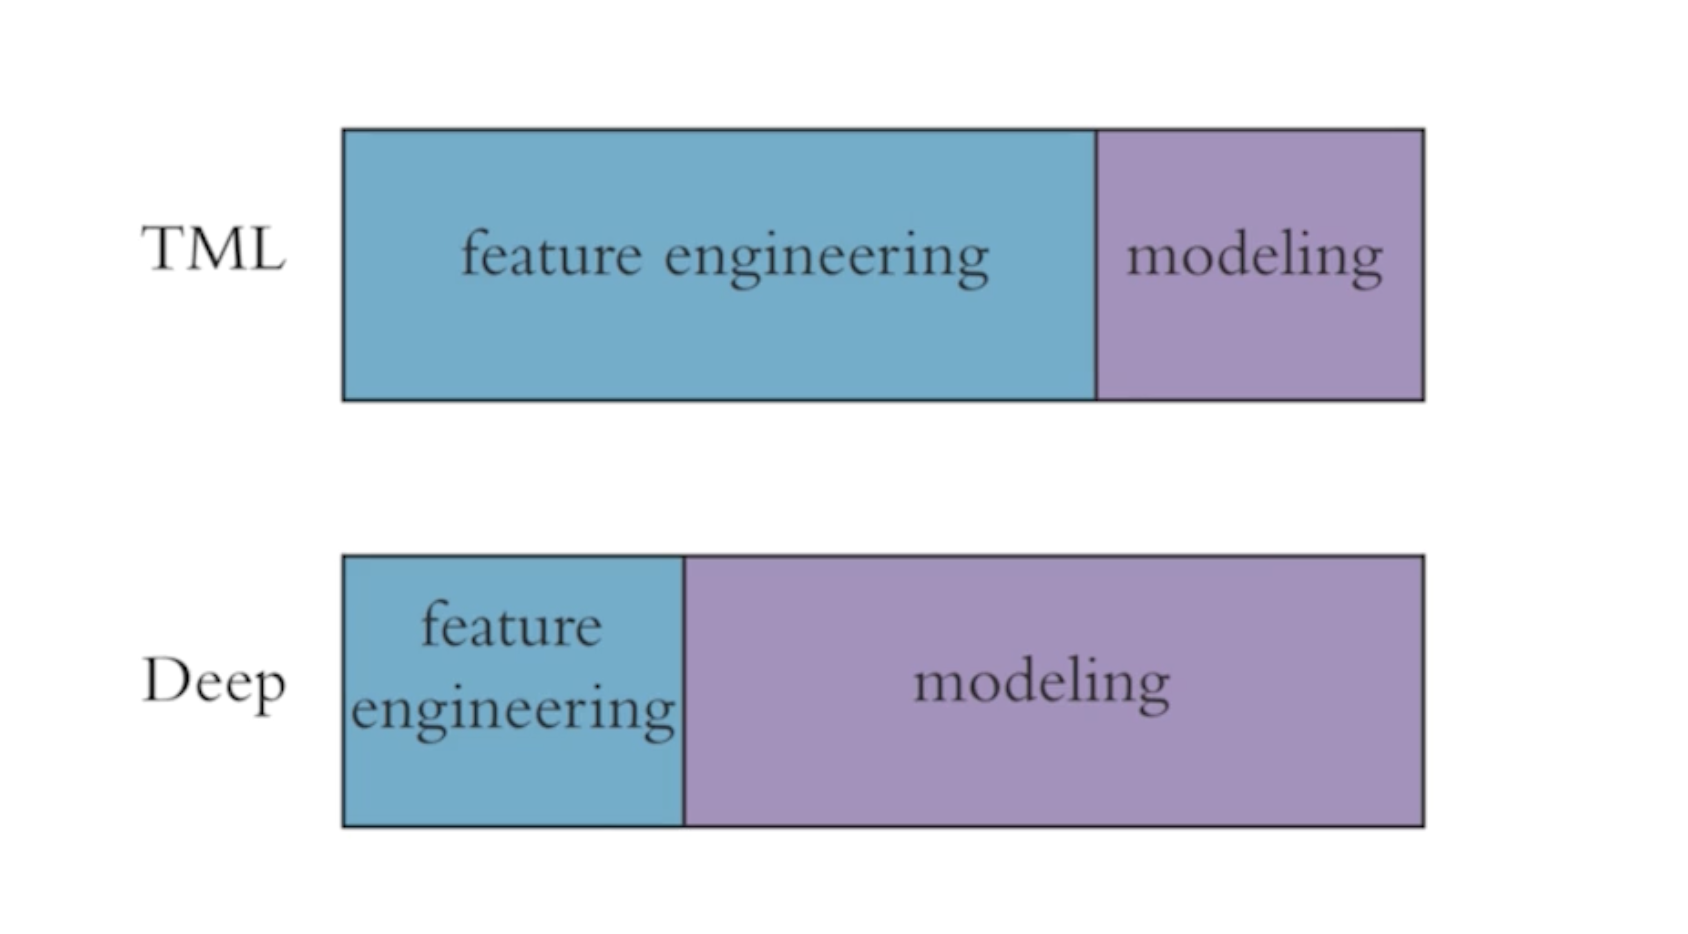 TML
feature engineering
modeling
Deep
feature
engineering
modeling